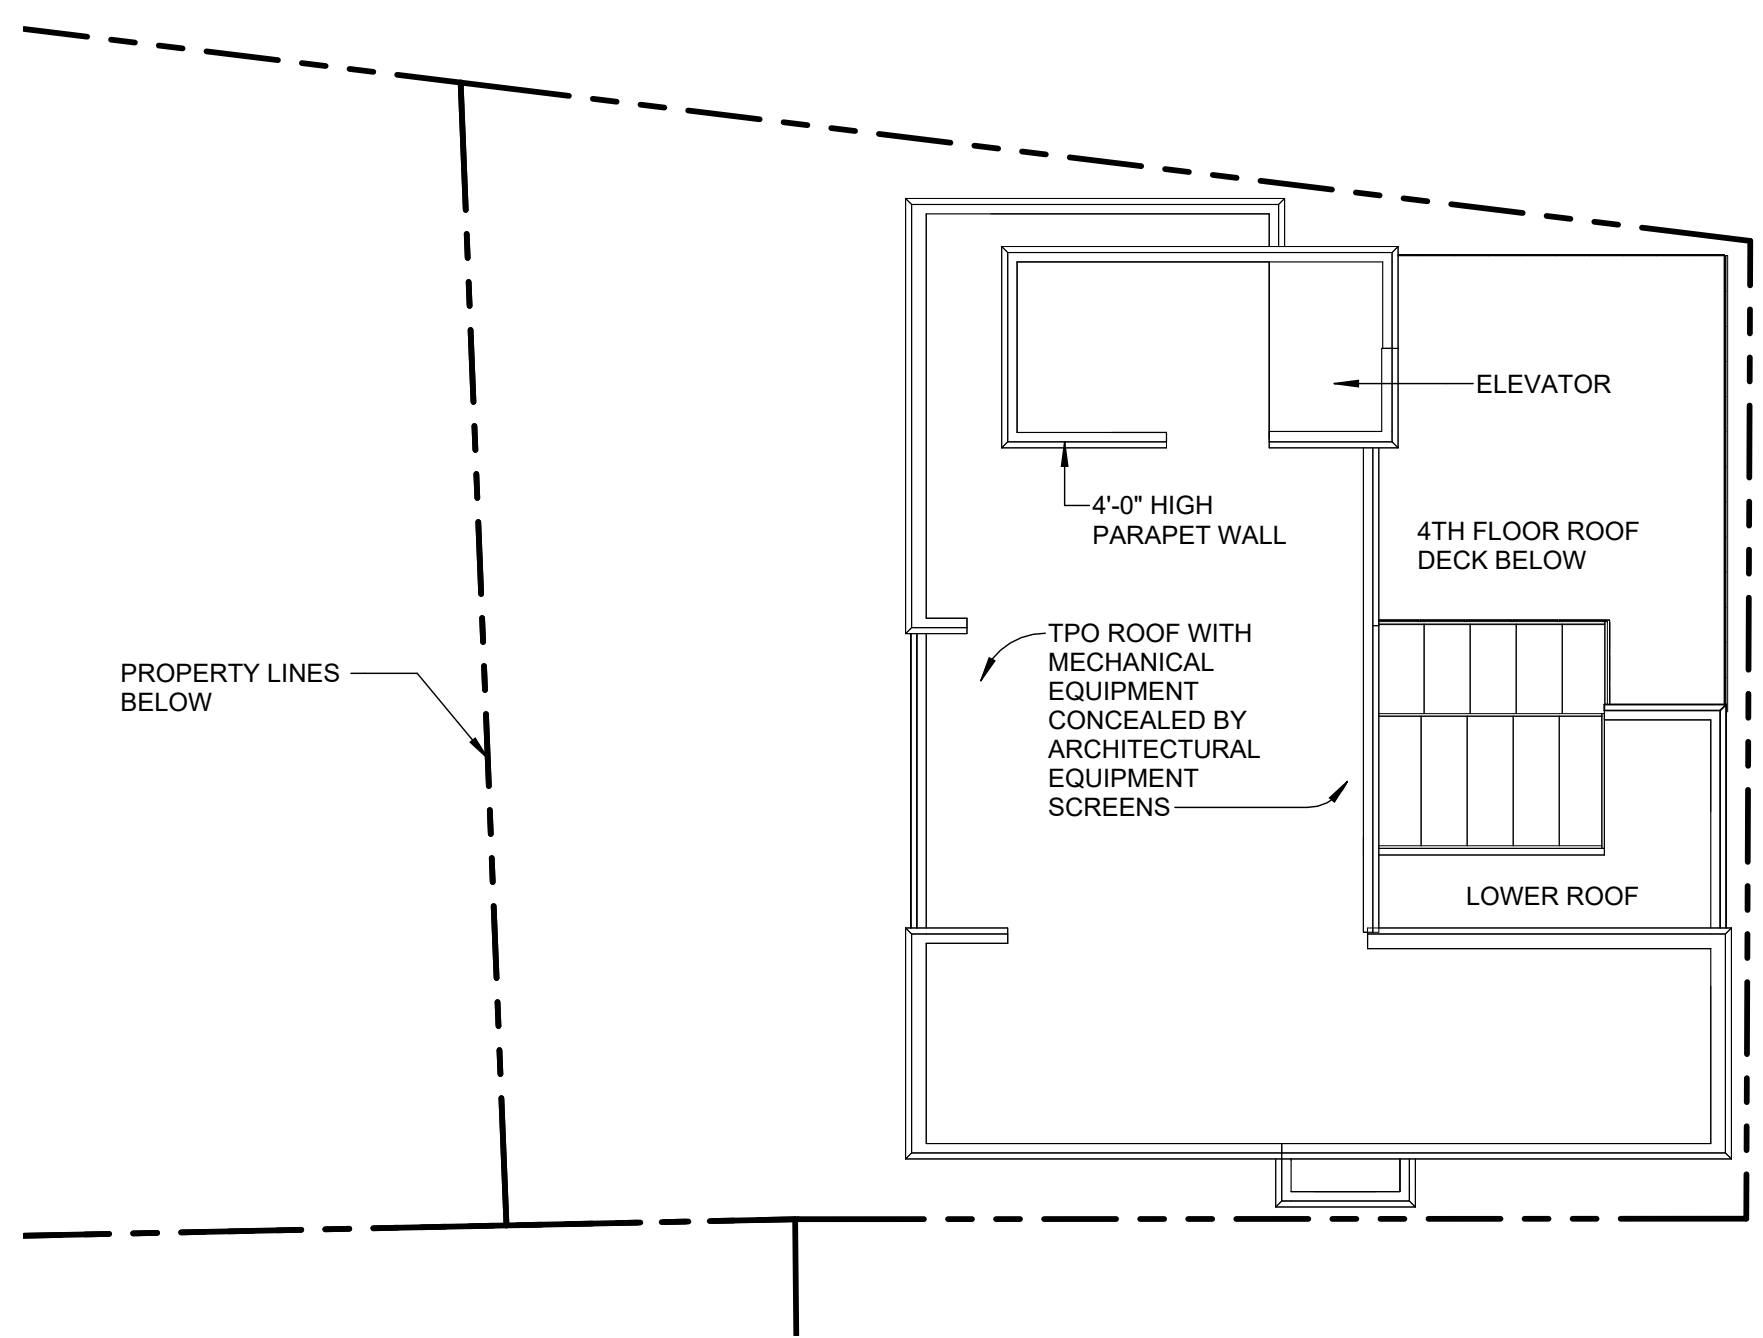 ELEVATOR
4'-0" HIGH
PARAPET WALL
4TH FLOOR ROOF
DECK BELOW
TPO ROOF WITH
MECHANICAL
EQUIPMENT
CONCEALED BY
ARCHITECTURAL
EQUIPMENT
SCREENS
PROPERTY LINES
BELOW
LOWER ROOF